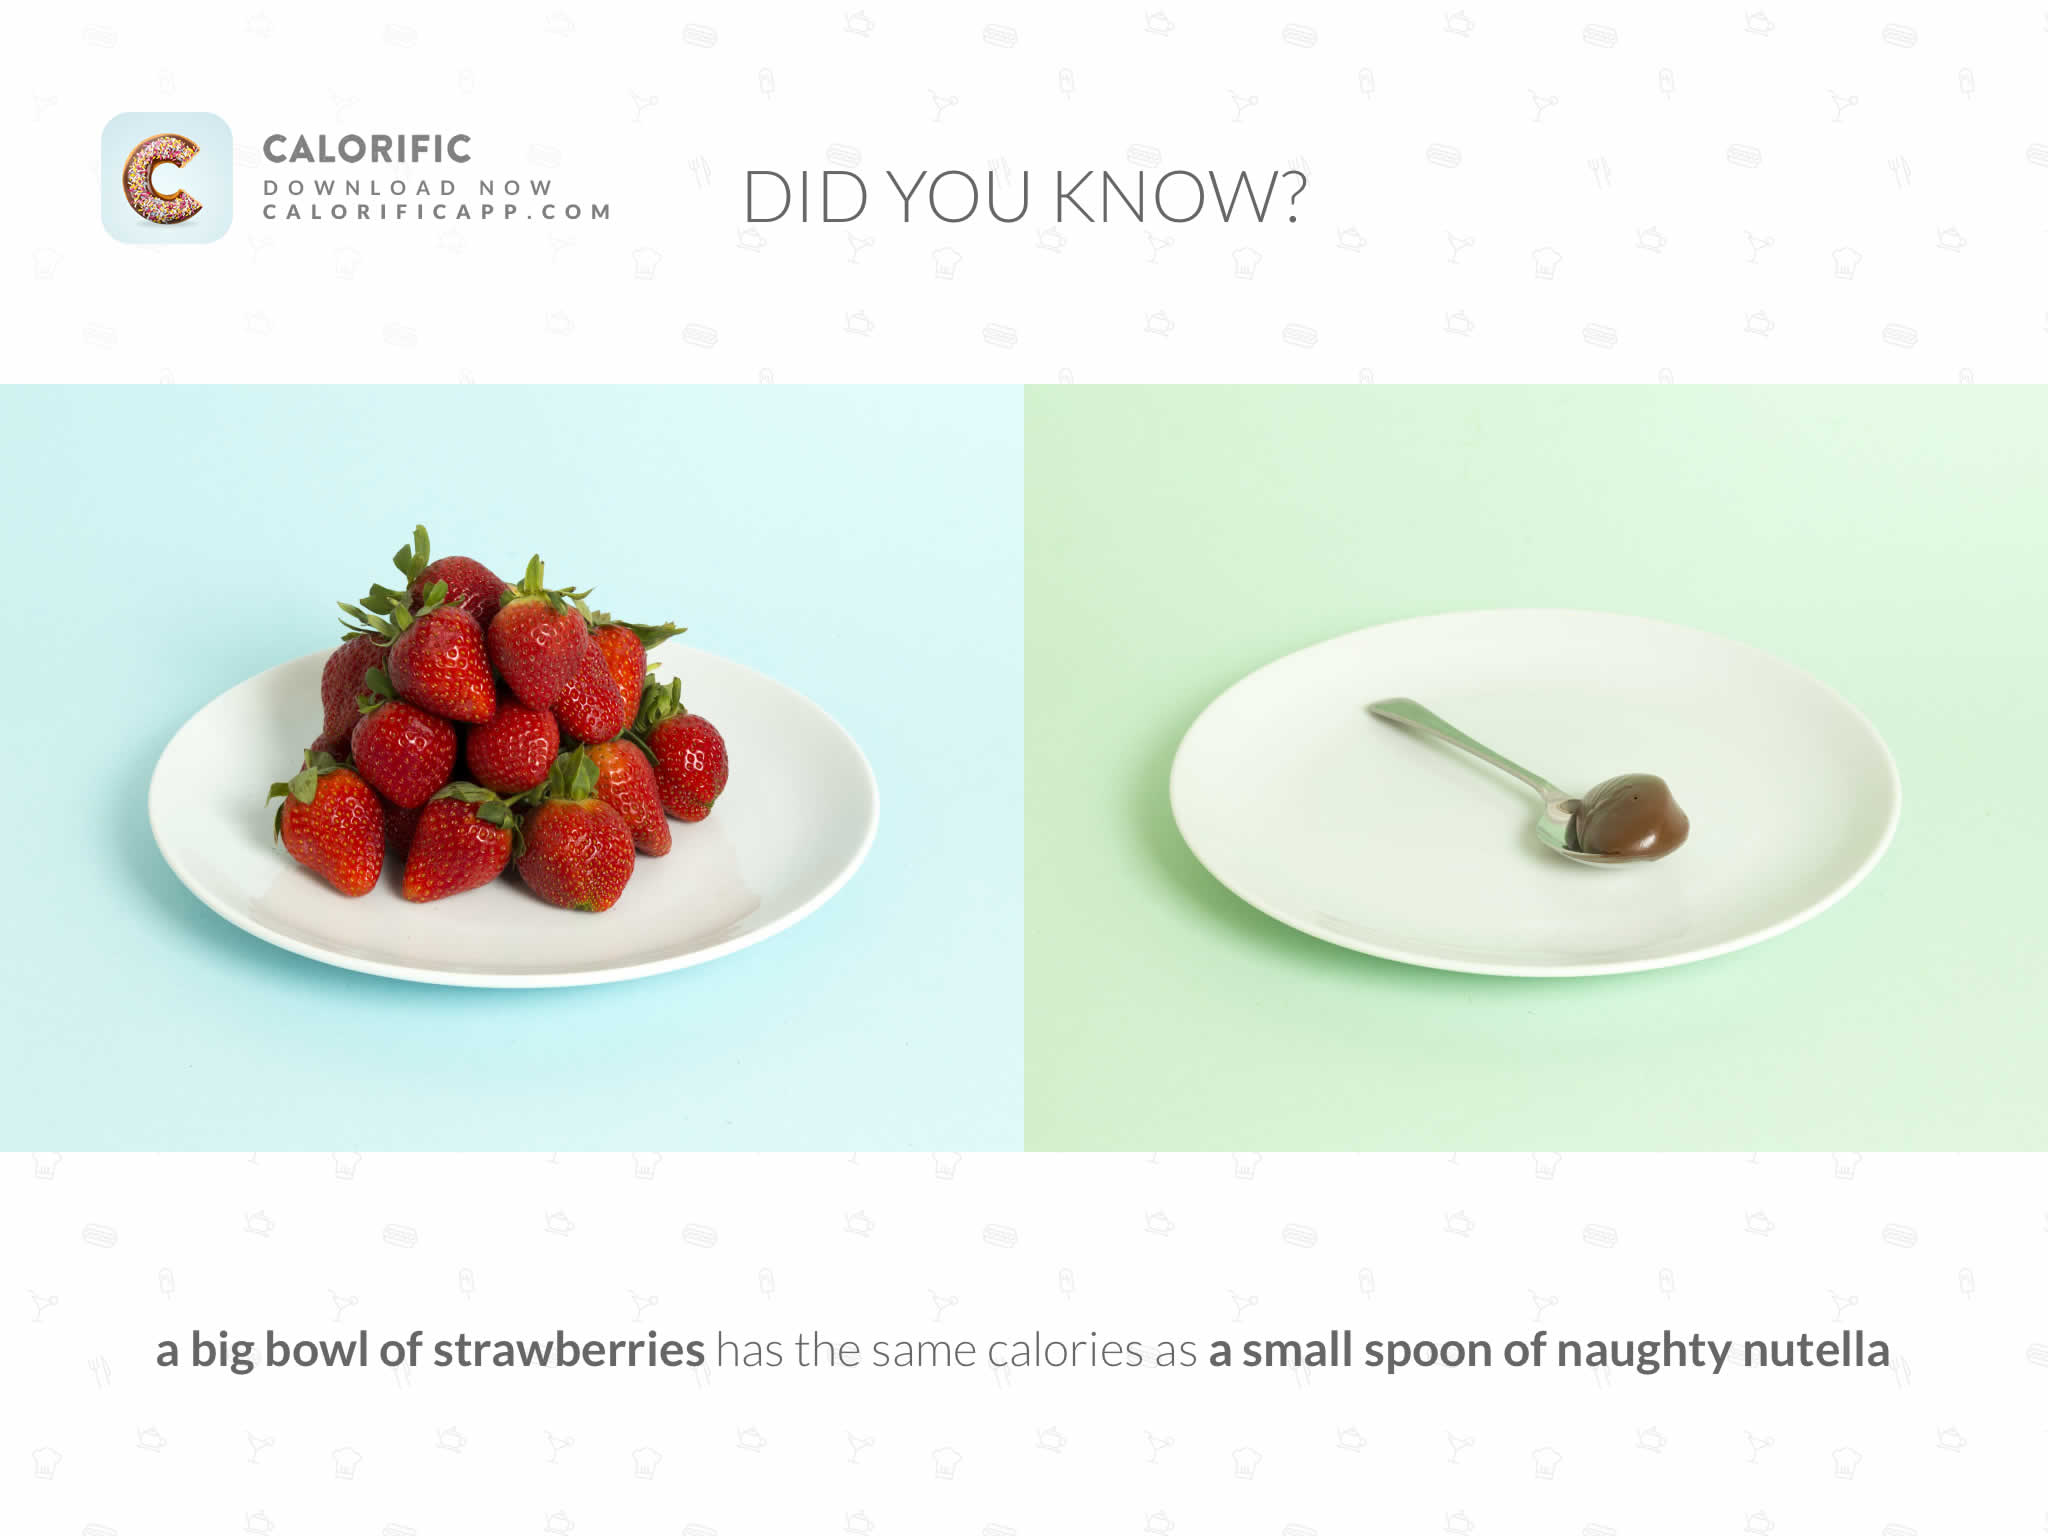 CALORIFIC
DOWNLOAD NOW
CALORIFICAPP.COM
DID YOU KNOW?
a big bowl of strawberries has the same calories as a small spoon of naughty nutella